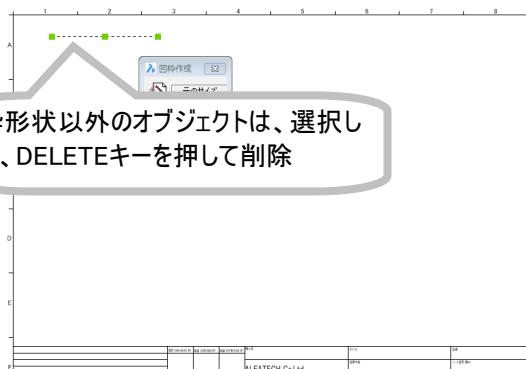 1 2 3 4 5 6 7 8
A
図枠作成
元のサイズ
形状以外のオブジェクトは、選択し
、DELETEキーを押して削除
D
E
F
ALFATECH Co.Ltd